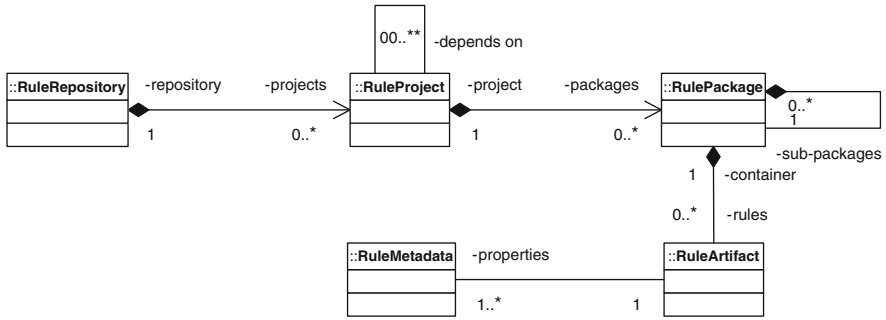 00..**
-depends on
::RuleRepository
-repository
-projects
::RuleProject
-project
-packages
::RulePackage
1
0..*
1
0..*
0..*
1
-sub-packages
1
-container
0..*
-rules
::RuleMetadata
-properties
::RuleArtifact
1..*
1